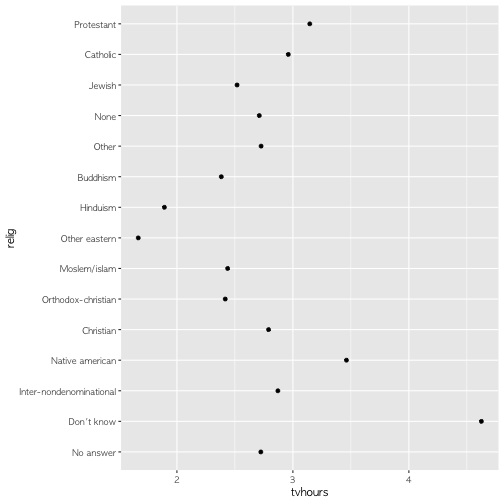 Protestant
Catholic
Jewish
None
Other
Buddhism
Hinduism
Other eastern
Moslem/islam
Orthodox-christian
Christian
Native american
Inter-nondenominational
Don't know
No answer
relig
2 3 4
tvhours